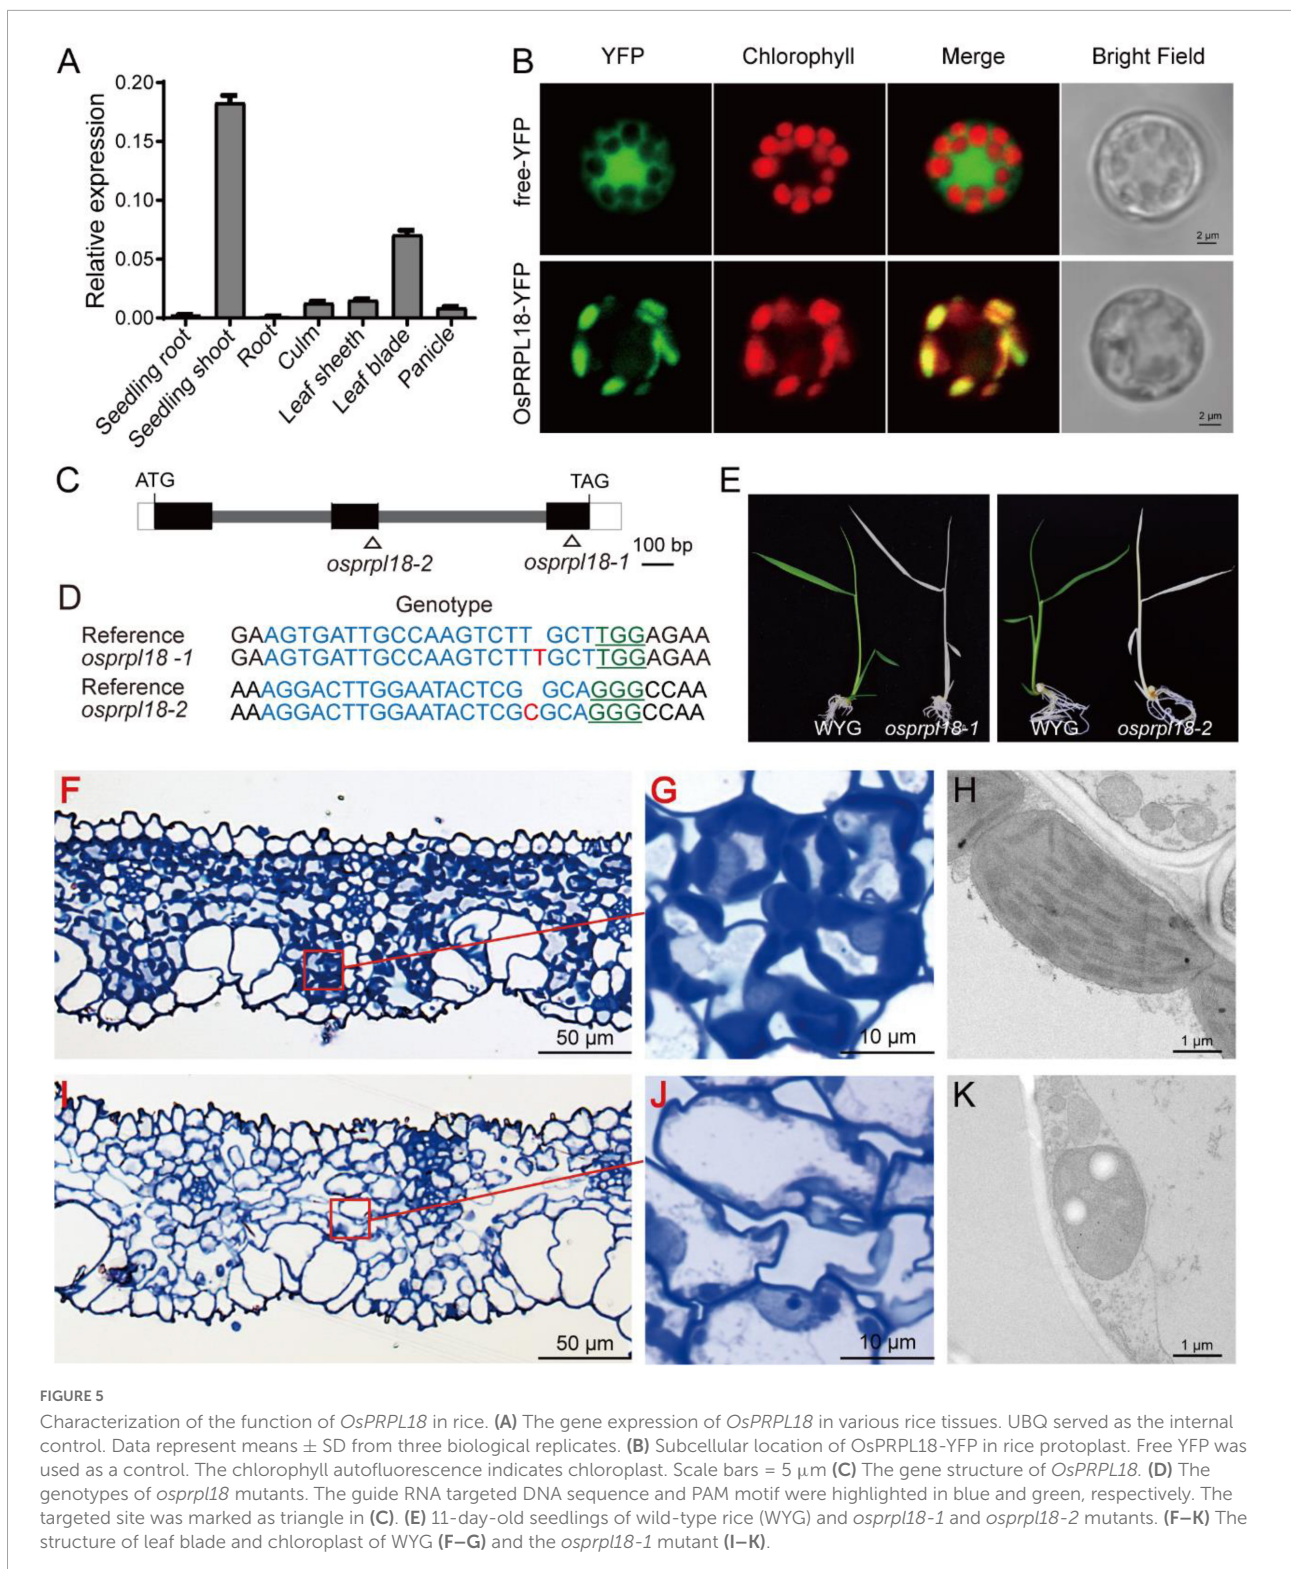 A
Relative expression
0.20
0.15
0.10
0.05
0.00
Seedling root
Seedling shoot
Root
Culm
Leaf sheeth
Leaf blade
Panicle
B
YFP Chlorophyll Merge Bright Field
free-YFP
2 µm
OsPRPL18-YFP
2 µm
C
ATG TAG
osprpl18-2 osprpl18-1
100 bp
D
Genotype
Reference GAAGTGATTGCCAAGTCTT GCTTGGAGAA
osprpl18 -1 GAAGTGATTGCCAAGTCTTTGCTTGGAGAA
Reference AAAGGACTTGGAATACTCG GCAGGGCCAA
osprpl18-2 AAAGGACTTGGAATACTCGCGCAGGGCCAA
E
WYG osprpl18-1 WYG osprpl18-2
F
50 µm
G
10 µm
H
1 µm
I
50 µm
J
10 µm
K
1 µm
FIGURE 5
Characterization of the function of OsPRPL18 in rice. (A) The gene expression of OsPRPL18 in various rice tissues. UBQ served as the internal
control. Data represent means ± SD from three biological replicates. (B) Subcellular location of OsPRPL18-YFP in rice protoplast. Free YFP was
used as a control. The chlorophyll autofluorescence indicates chloroplast. Scale bars = 5 µm (C) The gene structure of OsPRPL18. (D) The
genotypes of osprpl18 mutants. The guide RNA targeted DNA sequence and PAM motif were highlighted in blue and green, respectively. The
targeted site was marked as triangle in (C). (E) 11-day-old seedlings of wild-type rice (WYG) and osprpl18-1 and osprpl18-2 mutants. (F–K) The
structure of leaf blade and chloroplast of WYG (F–G) and the osprpl18-1 mutant (I–K).